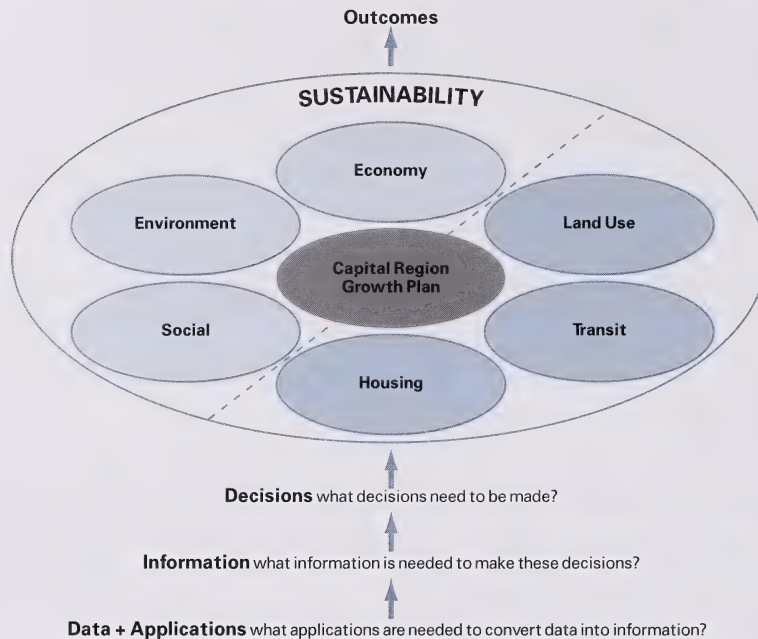 Outcomes
SUSTAINABILITY
Economy
Environment
Land Use
Capital Region
Growth Plan
Social
Transit
Housing
Decisions what decisions need to be made?
Information what information is needed to make these decisions?
Data + Applications what applications are needed to convert data into information?